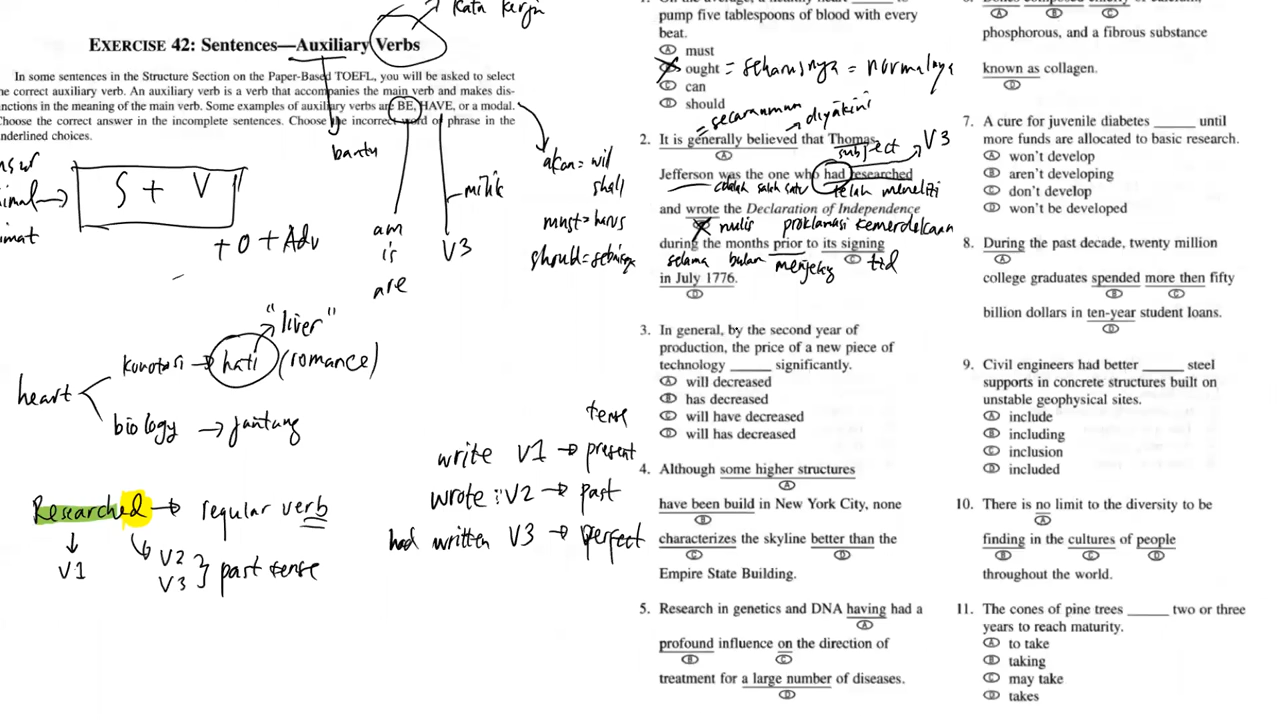 → kata kerja
EXERCISE 42: Sentences—Auxiliary Verbs
In some sentences in the Structure Section on the Paper-Based TOEFL, you will be asked to select
he correct auxiliary verb. An auxiliary verb is a verb that accompanies the main verb and makes dis-
nctions in the meaning of the main verb. Some examples of auxiliary verbs are BE, HAVE, or a modal.
Choose the correct answer in the incomplete sentences. Choose the incorrect word or phrase in the
nderlined choices.
bantu
nsur
imal →
imat
S + V
+ O + Adv
am
is
are
milik
V3
akan = will
shall
must = harus
should = sebaiknya
heart
konotasi → hati (romance)
→ "liver"
biology → jantung
Researched → regular verb
↓
V1
V2
V3 } past tense
tense
write V1 → present
wrote : V2 → past
had written V3 → perfect
pump five tablespoons of blood with every
beat.
Ⓐ must
ought = seharusnya = normalnya
Ⓒ can
Ⓓ should
= secara umum → diyakini
2. It is generally believed that Thomas
Ⓐ
subject V3
Jefferson was the one who had researched
adalah salah satu telah meneliti
and wrote the Declaration of Independence
nulis proklamasi kemerdekaan
during the months prior to its signing
selama bulan menjelang Ⓒ ttd
in July 1776.
Ⓓ
3. In general, by the second year of
production, the price of a new piece of
technology _____ significantly.
Ⓐ will decreased
Ⓑ has decreased
Ⓒ will have decreased
Ⓓ will has decreased
4. Although some higher structures
Ⓐ
have been build in New York City, none
Ⓑ
characterizes the skyline better than the
Ⓒ Ⓓ
Empire State Building.
5. Research in genetics and DNA having had a
Ⓐ
profound influence on the direction of
Ⓑ Ⓒ
treatment for a large number of diseases.
Ⓓ
Ⓐ Ⓑ Ⓒ
phosphorous, and a fibrous substance
known as collagen.
Ⓓ
7. A cure for juvenile diabetes _____ until
more funds are allocated to basic research.
Ⓐ won't develop
Ⓑ aren't developing
Ⓒ don't develop
Ⓓ won't be developed
8. During the past decade, twenty million
Ⓐ
college graduates spended more then fifty
Ⓑ Ⓒ
billion dollars in ten-year student loans.
Ⓓ
9. Civil engineers had better _____ steel
supports in concrete structures built on
unstable geophysical sites.
Ⓐ include
Ⓑ including
Ⓒ inclusion
Ⓓ included
10. There is no limit to the diversity to be
Ⓐ
finding in the cultures of people
Ⓑ Ⓒ Ⓓ
throughout the world.
11. The cones of pine trees _____ two or three
years to reach maturity.
Ⓐ to take
Ⓑ taking
Ⓒ may take
Ⓓ takes